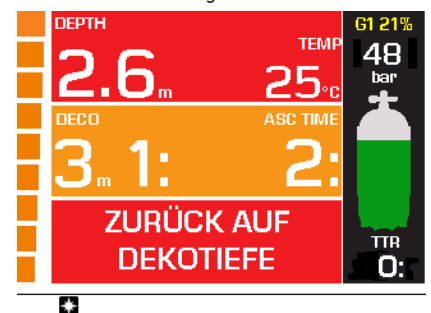 DEPTH
TEMP
2.6m
25°C
DECO
ASC TIME
3m 1:
2:
ZURÜCK AUF
DEKOTIEFE
G1 21%
48
bar
TTR
0: